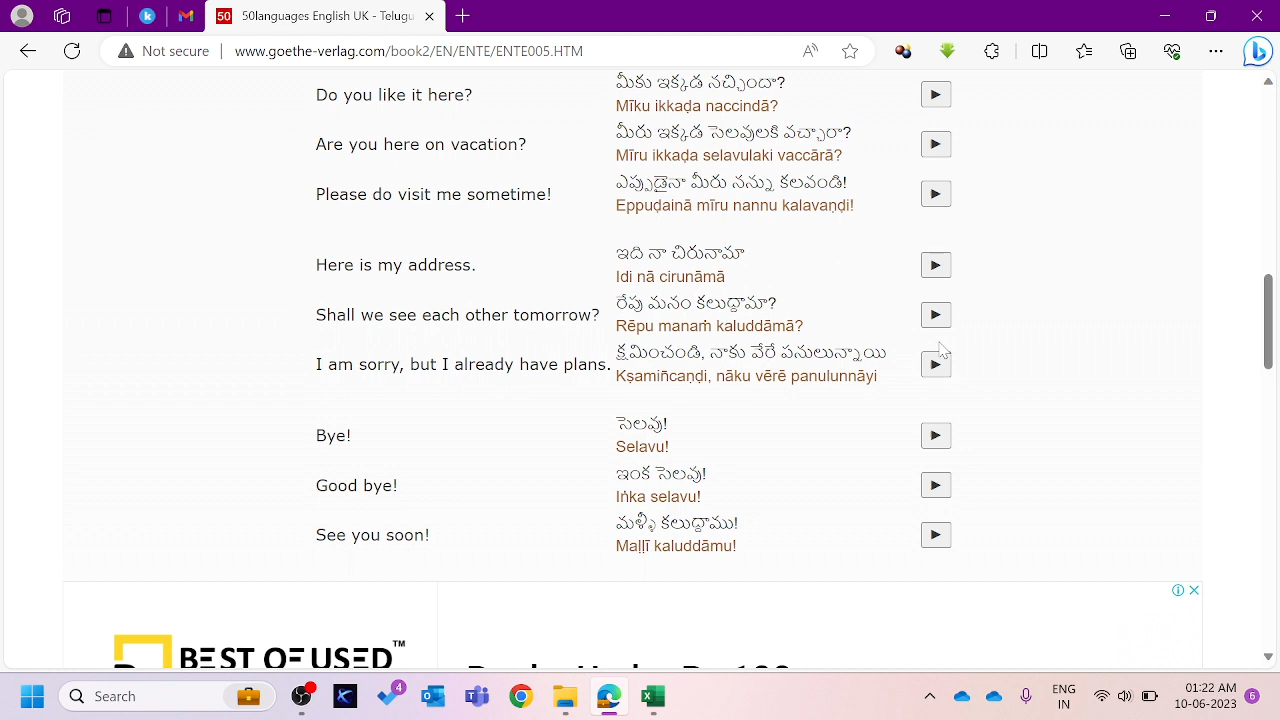 50languages English UK - Telugu
Not secure
www.goethe-verlag.com/book2/EN/ENTE/ENTE005.HTM
Do you like it here?
మీకు ఇక్కడ నచ్చిందా?
Mīku ikkaḍa naccindā?
Are you here on vacation?
మీరు ఇక్కడ సెలవులకి వచ్చారా?
Mīru ikkaḍa selavulaki vaccārā?
Please do visit me sometime!
ఎప్పుడైనా మీరు నన్ను కలవండి!
Eppuḍainā mīru nannu kalavaṇḍi!
Here is my address.
ఇది నా చిరునామా
Idi nā cirunāmā
Shall we see each other tomorrow?
రేపు మనం కలుద్దామా?
Rēpu manaṁ kaluddāmā?
I am sorry, but I already have plans.
క్షమించండి, నాకు వేరే పనులున్నాయి
Kṣamin̄caṇḍi, nāku vērē panulunnāyi
Bye!
సెలవు!
Selavu!
Good bye!
ఇంక సెలవు!
Iṅka selavu!
See you soon!
మళ్ళీ కలుద్దాము!
Maḷḷī kaluddāmu!
BEST OF USED™
Search
4
ENG
IN
01:22 AM
10-06-2023
6